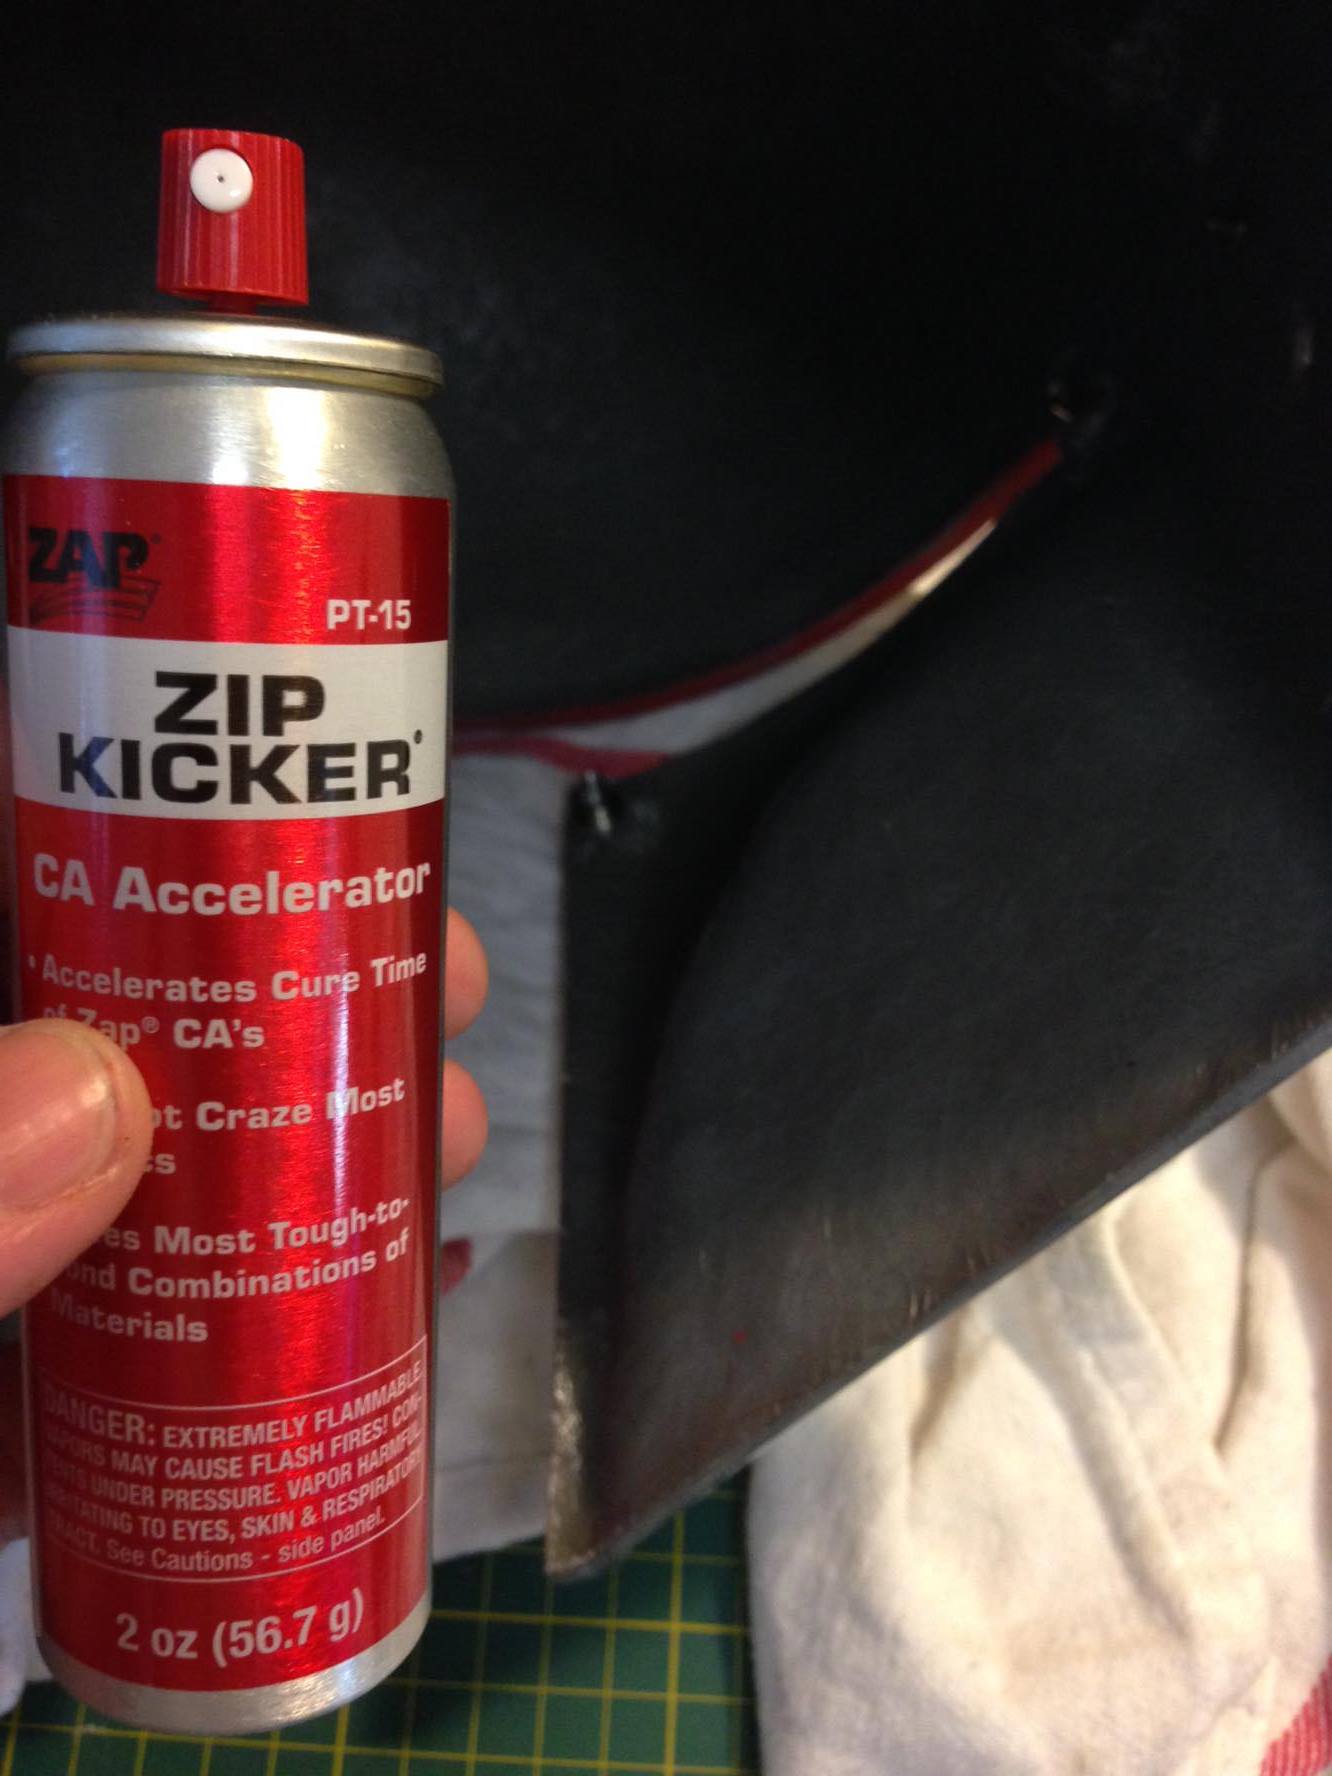 ZAP®
PT-15
ZIP
KICKER®
CA Accelerator
• Accelerates Cure Time
of Zap® CA's
Craze Most
Most Tough-to-
Combinations of
Materials
DANGER: EXTREMELY FLAMMABLE
MAY CAUSE FLASH FIRES!
UNDER PRESSURE. VAPOR HARMFUL
TO EYES, SKIN & RESPIRATORY
See Cautions - side panel.
2 oz (56.7 g)